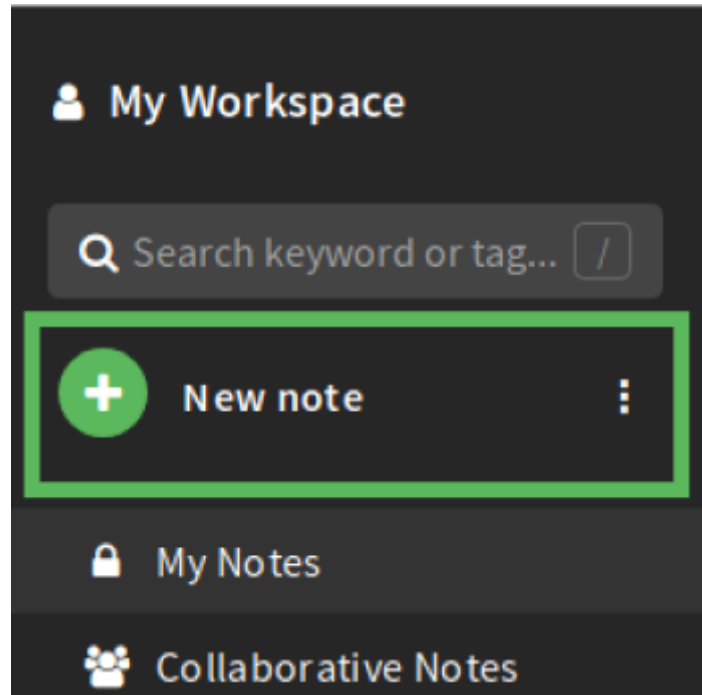 My Workspace
Search keyword or tag... /
New note
My Notes
Collaborative Notes